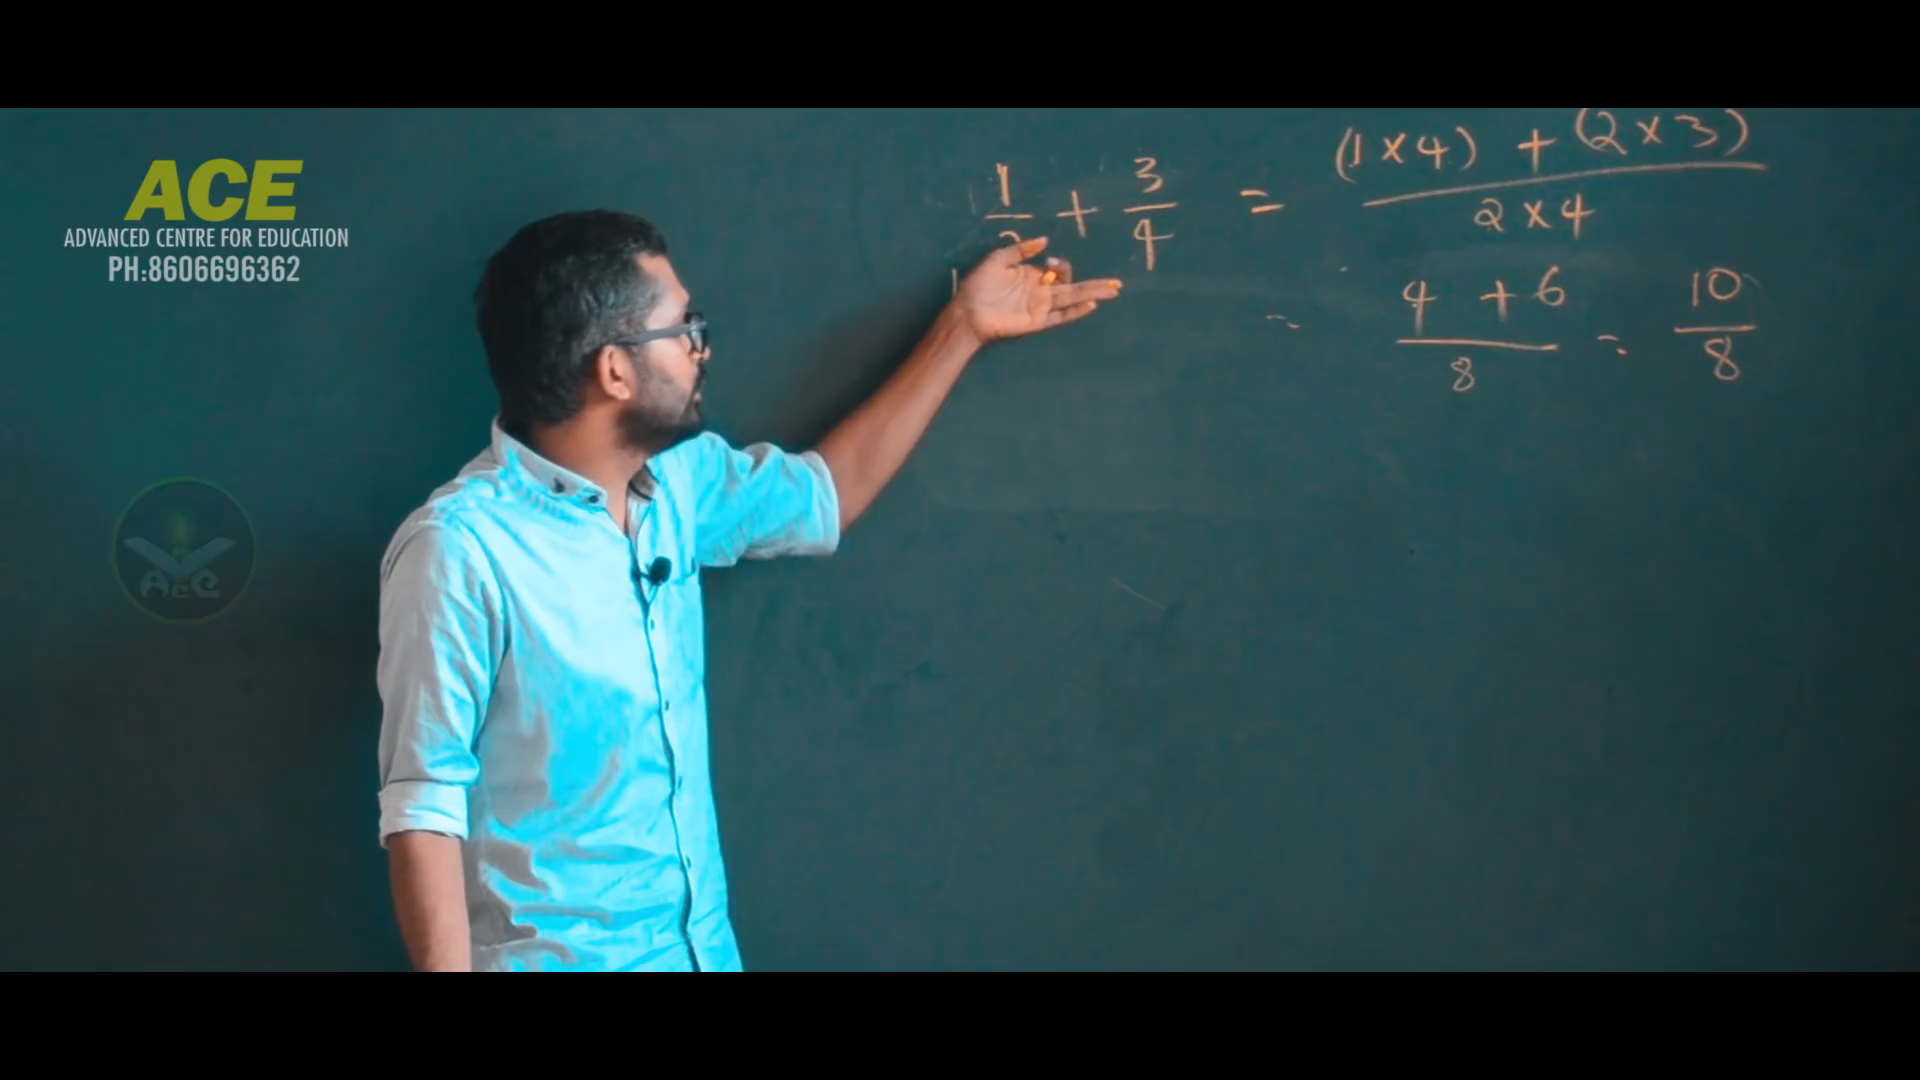 ACE
ADVANCED CENTRE FOR EDUCATION
PH:8606696362
1/2 + 3/4 = (1 × 4) + (2 × 3) / 2 × 4
= 4 + 6 / 8 = 10 / 8
AcE